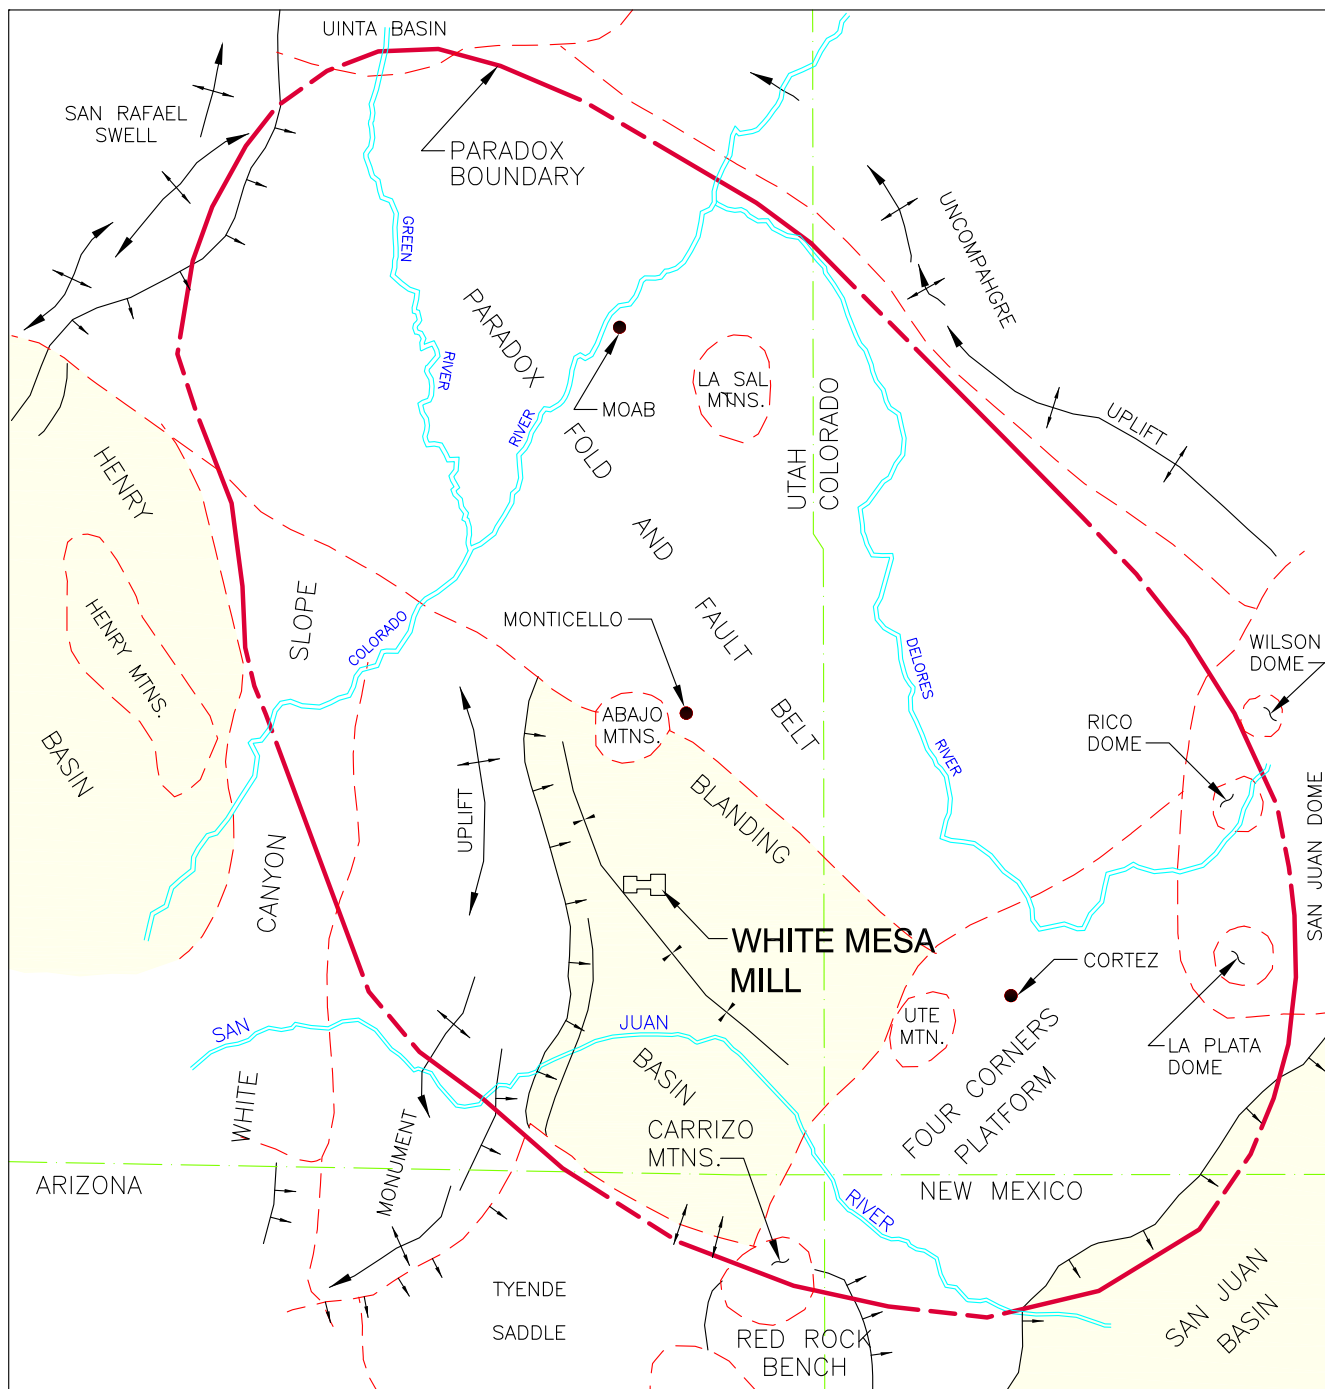 UINTA BASIN
SAN RAFAEL
SWELL
PARADOX
BOUNDARY
GREEN
RIVER
UNCOMPAHGRE
UPLIFT
PARADOX
FOLD
AND
FAULT
BELT
MOAB
LA SAL
MTNS.
UTAH
COLORADO
RIVER
COLORADO
HENRY
BASIN
HENRY MTNS.
SLOPE
CANYON
WHITE
MONTICELLO
ABAJO
MTNS.
DELORES
RIVER
WILSON
DOME
RICO
DOME
SAN JUAN DOME
UPLIFT
MONUMENT
BLANDING
BASIN
WHITE MESA
MILL
CORTEZ
UTE
MTN.
LA PLATA
DOME
FOUR CORNERS
PLATFORM
SAN
JUAN
RIVER
CARRIZO
MTNS.
ARIZONA
NEW MEXICO
TYENDE
SADDLE
RED ROCK
BENCH
SAN JUAN
BASIN